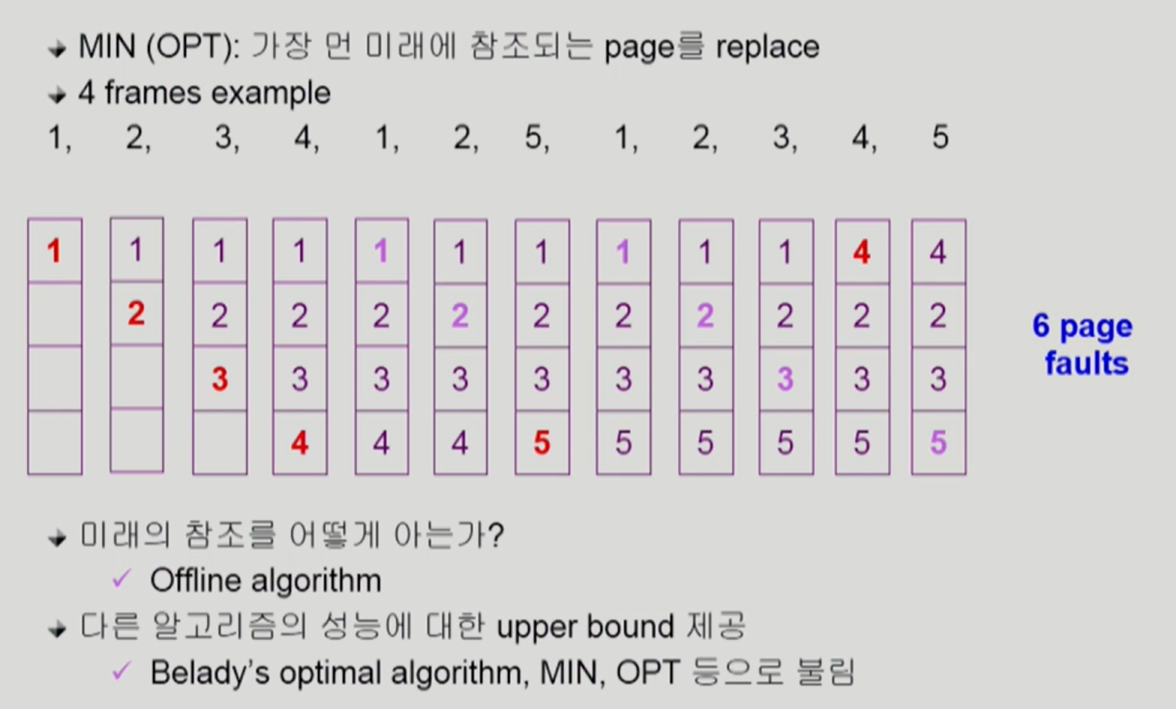 MIN (OPT): 가장 먼 미래에 참조되는 page를 replace
4 frames example
1, 2, 3, 4, 1, 2, 5, 1, 2, 3, 4, 5
1 1 1 1 1 1 1 1 1 1 4 4
2 2 2 2 2 2 2 2 2 2 2
3 3 3 3 3 3 3 3 3 3
4 4 4 5 5 5 5 5 5
6 page
faults
미래의 참조를 어떻게 아는가?
✓ Offline algorithm
다른 알고리즘의 성능에 대한 upper bound 제공
✓ Belady's optimal algorithm, MIN, OPT 등으로 불림